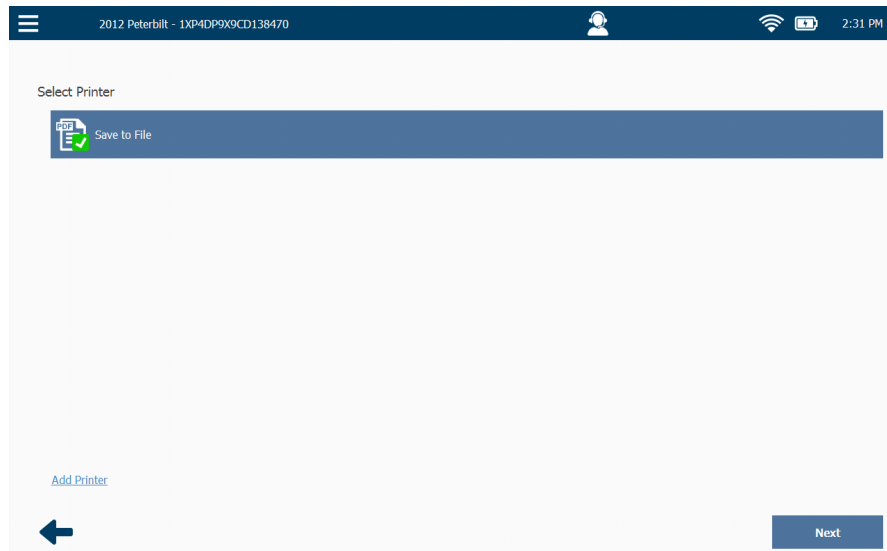 2012 Peterbilt - 1XP4DP9X9CD138470
2:31 PM
Select Printer
PDF
Save to File
Add Printer
Next